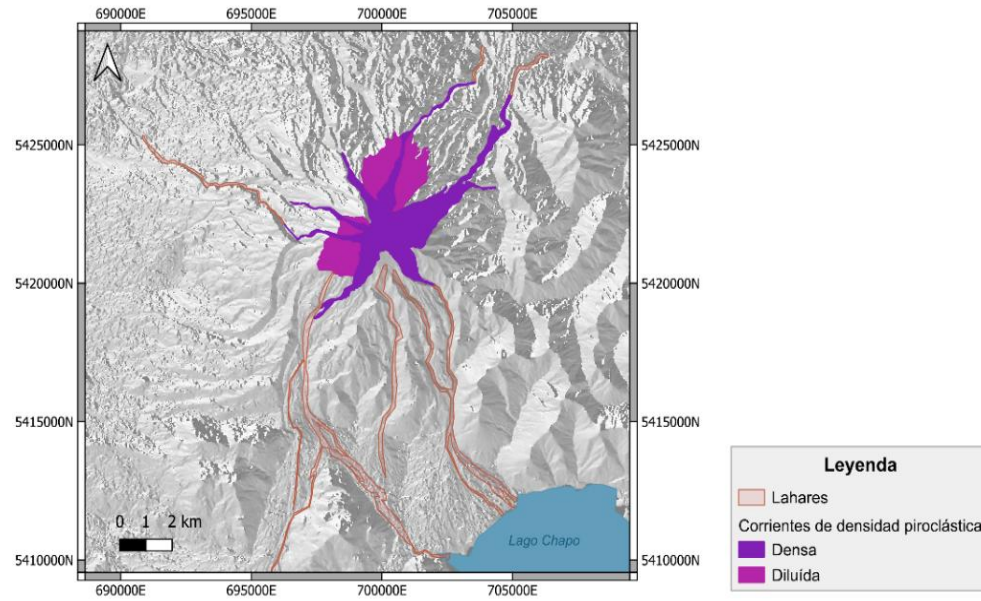 690000E 695000E 700000E 705000E
5425000N 5425000N
5420000N 5420000N
5415000N 5415000N
5410000N 5410000N
0 1 2 km
Lago Chapo
690000E 695000E 700000E 705000E
Leyenda
Lahares
Corrientes de densidad piroclástica
Densa
Diluída